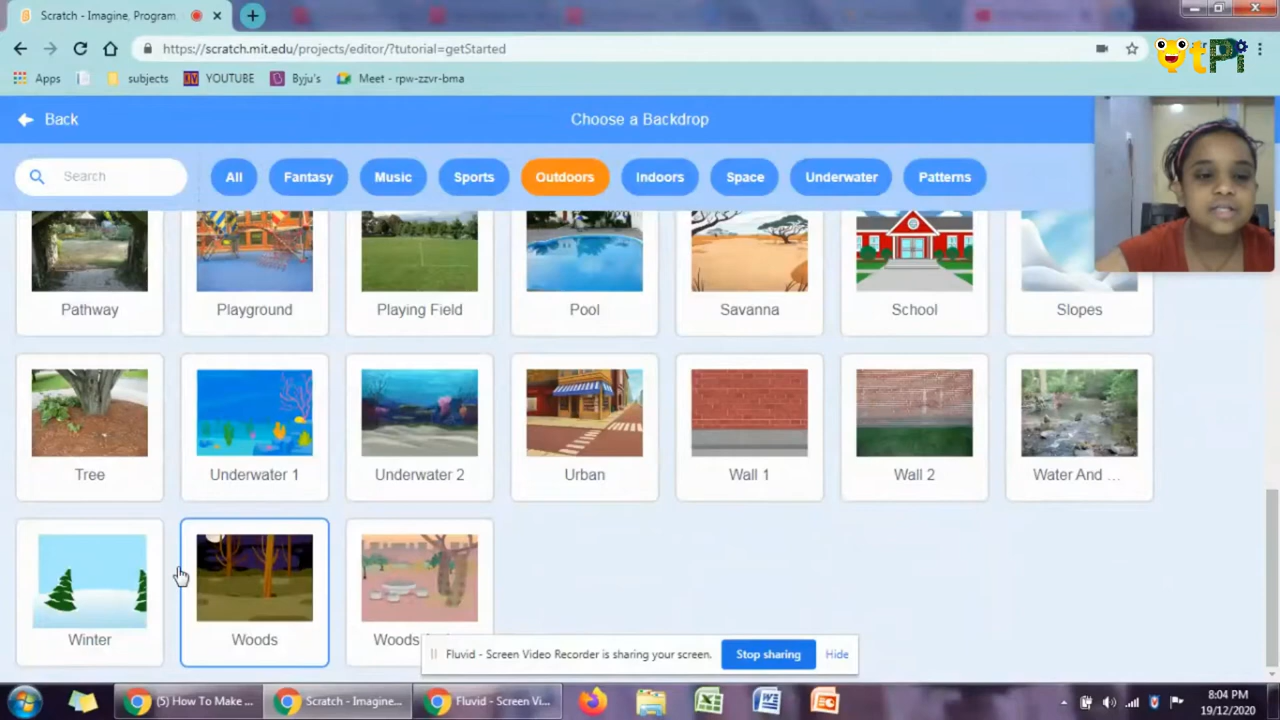 Scratch - Imagine, Program,
https://scratch.mit.edu/projects/editor/?tutorial=getStarted
Apps subjects YOUTUBE Byju's Meet - rpw-zzvr-bma
Back
Choose a Backdrop
Search
All Fantasy Music Sports Outdoors Indoors Space Underwater Patterns
Pathway Playground Playing Field Pool Savanna School Slopes
Tree Underwater 1 Underwater 2 Urban Wall 1 Wall 2 Water And ...
Winter Woods Woods
Fluvid - Screen Video Recorder is sharing your screen. Stop sharing Hide
(5) How To Make ... Scratch - Imagine... Fluvid - Screen Vi...
8:04 PM
19/12/2020